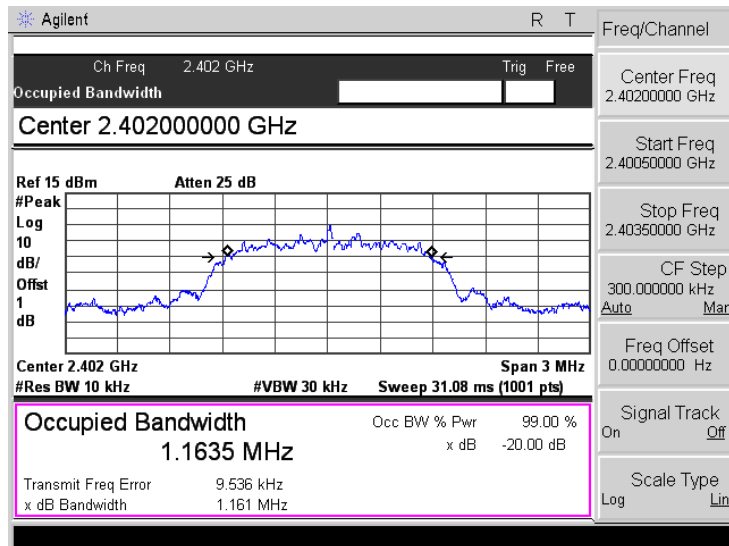 Agilent R T
Freq/Channel
Ch Freq 2.402 GHz Trig Free
Occupied Bandwidth
Center 2.402000000 GHz
Ref 15 dBm Atten 25 dB
#Peak
Log
10
dB/
Offst
1
dB
Center 2.402 GHz Span 3 MHz
#Res BW 10 kHz #VBW 30 kHz Sweep 31.08 ms (1001 pts)
Occupied Bandwidth
1.1635 MHz
Occ BW % Pwr 99.00 %
x dB -20.00 dB
Transmit Freq Error 9.536 kHz
x dB Bandwidth 1.161 MHz
Center Freq
2.40200000 GHz
Start Freq
2.40050000 GHz
Stop Freq
2.40350000 GHz
CF Step
300.000000 kHz
Auto Mar
Freq Offset
0.00000000 Hz
Signal Track
On Off
Scale Type
Log Lin